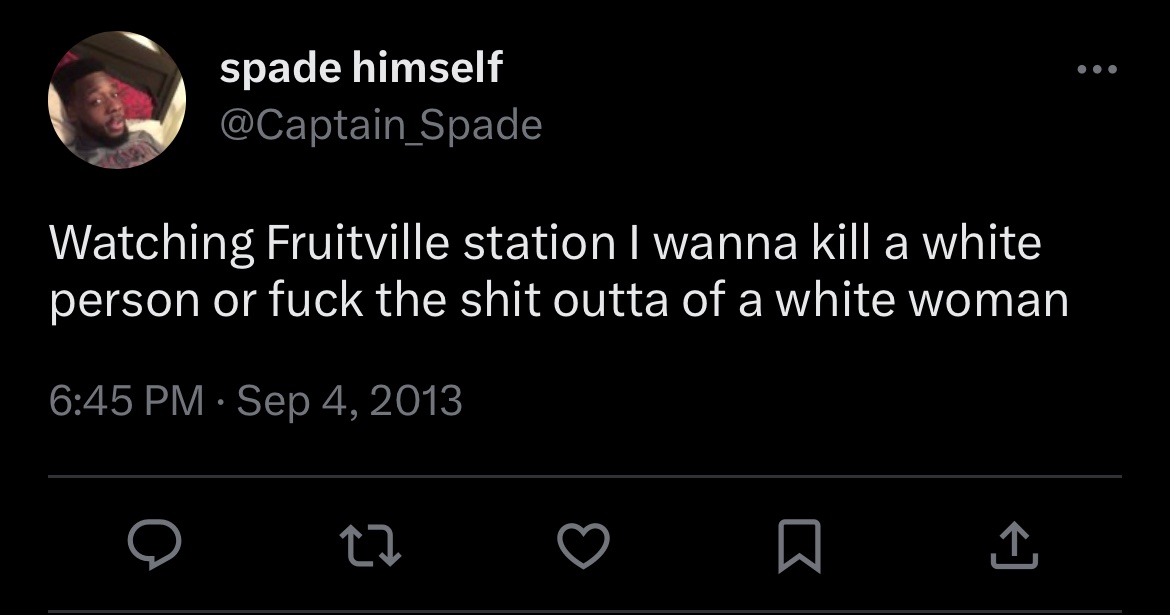 spade himself
@Captain_Spade
Watching Fruitville station I wanna kill a white
person or fuck the shit outta of a white woman
6:45 PM · Sep 4, 2013